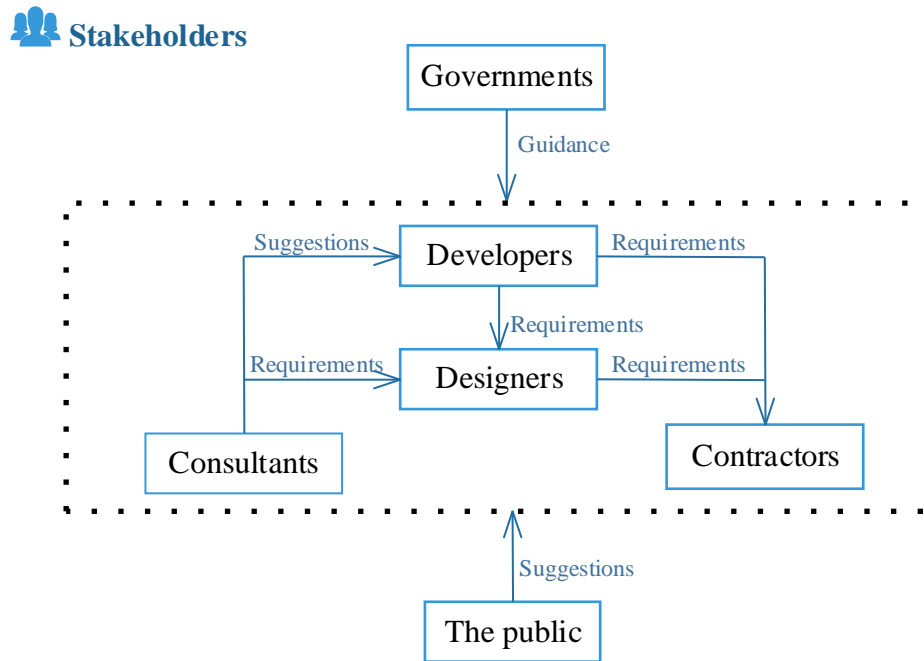 Stakeholders
Governments
Guidance
Suggestions
Developers
Requirements
Requirements
Requirements
Designers
Requirements
Consultants
Contractors
Suggestions
The public